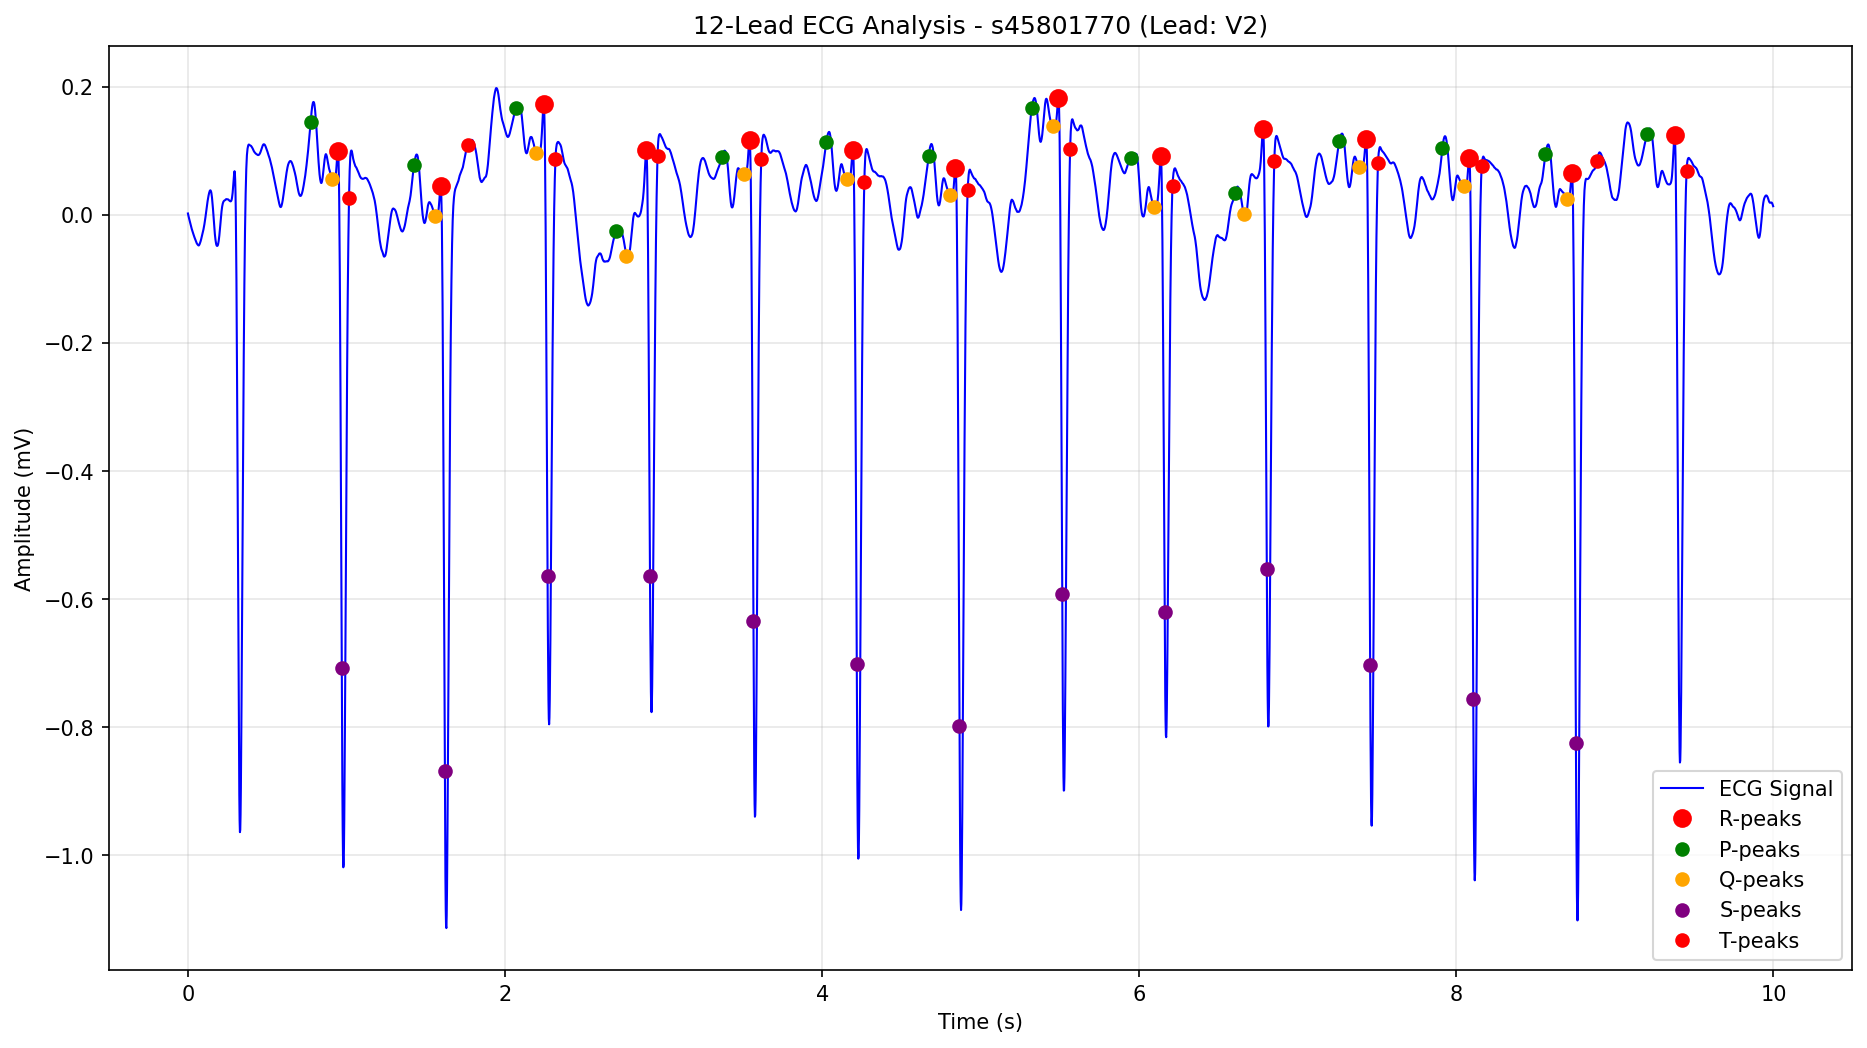 12-Lead ECG Analysis - s45801770 (Lead: V2)
Amplitude (mV)
0.2
0.0
−0.2
−0.4
−0.6
−0.8
−1.0
0
2
4
6
8
10
Time (s)
ECG Signal
R-peaks
P-peaks
Q-peaks
S-peaks
T-peaks